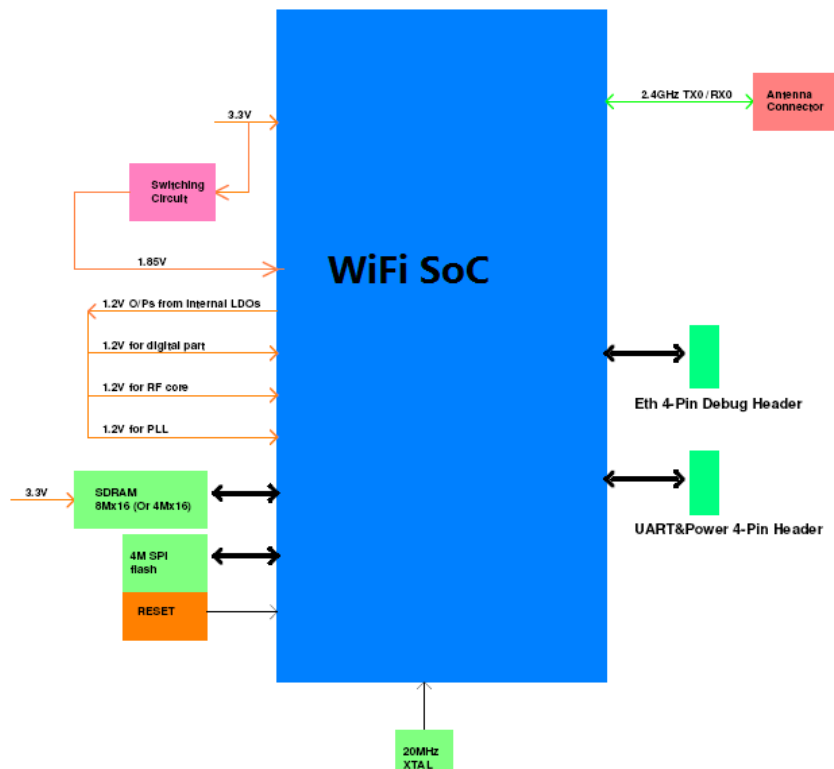 2.4GHz TX0/RX0
Antenna
Connector
3.3V
Switching
Circuit
1.85V
WiFi SoC
1.2V O/Ps from Internal LDOs
1.2V for digital part
1.2V for RF core
1.2V for PLL
Eth 4-Pin Debug Header
3.3V
SDRAM
8Mx16 (Or 4Mx16)
UART&Power 4-Pin Header
4M SPI
flash
RESET
20MHz
XTAL